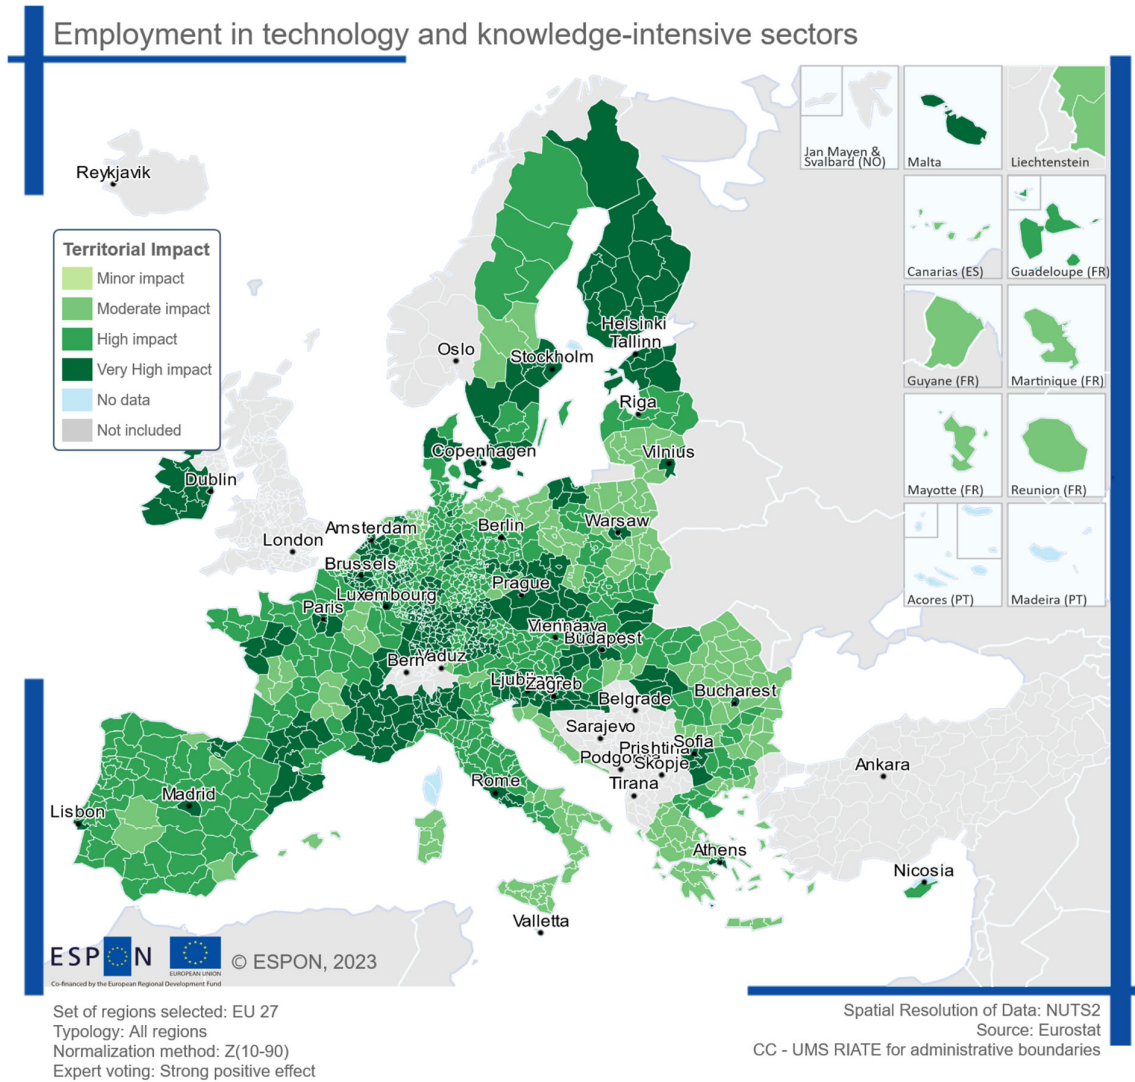 Employment in technology and knowledge-intensive sectors
Jan Mayen &
Svalbard (NO)
Malta
Liechtenstein
Reykjavik
Canarias (ES)
Guadeloupe (FR)
Territorial Impact
Minor impact
Moderate impact
High impact
Very High impact
No data
Not included
Guyane (FR)
Martinique (FR)
Helsinki
Tallinn
Oslo
Stockholm
Riga
Copenhagen
Vilnius
Mayotte (FR)
Reunion (FR)
Dublin
Amsterdam
Berlin
Warsaw
London
Brussels
Prague
Luxembourg
Paris
Acores (PT)
Madeira (PT)
Budapest
Bern
Vaduz
Zagreb
Belgrade
Bucharest
Sarajevo
Prishtina
Sofia
Skopje
Tirana
Ankara
Rome
Madrid
Lisbon
Athens
Nicosia
Valletta
ESPON
EUROPEAN UNION
© ESPON, 2023
Co-financed by the European Regional Development Fund
Set of regions selected: EU 27
Typology: All regions
Normalization method: Z(10-90)
Expert voting: Strong positive effect
Spatial Resolution of Data: NUTS2
Source: Eurostat
CC - UMS RIATE for administrative boundaries